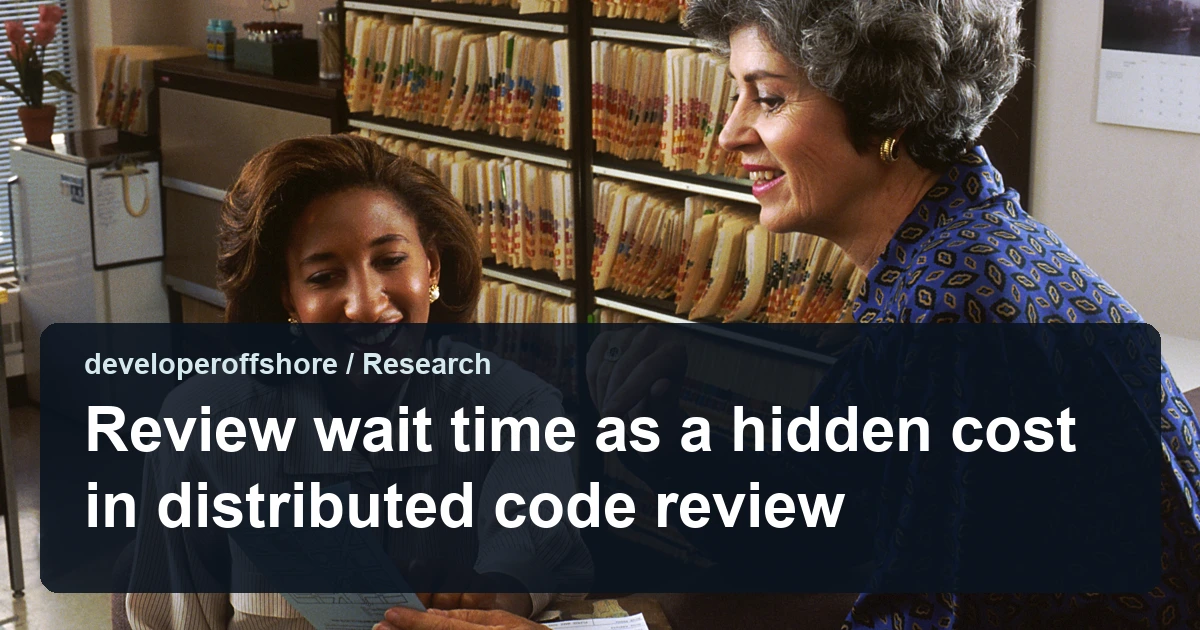 developeroffshore / Research
Review wait time as a hidden cost
in distributed code review